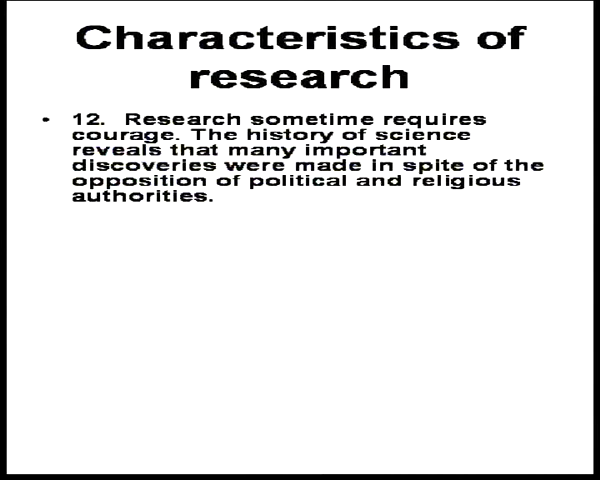 Characteristics of
research
• 12. Research sometime requires
courage. The history of science
reveals that many important
discoveries were made in spite of the
opposition of political and religious
authorities.